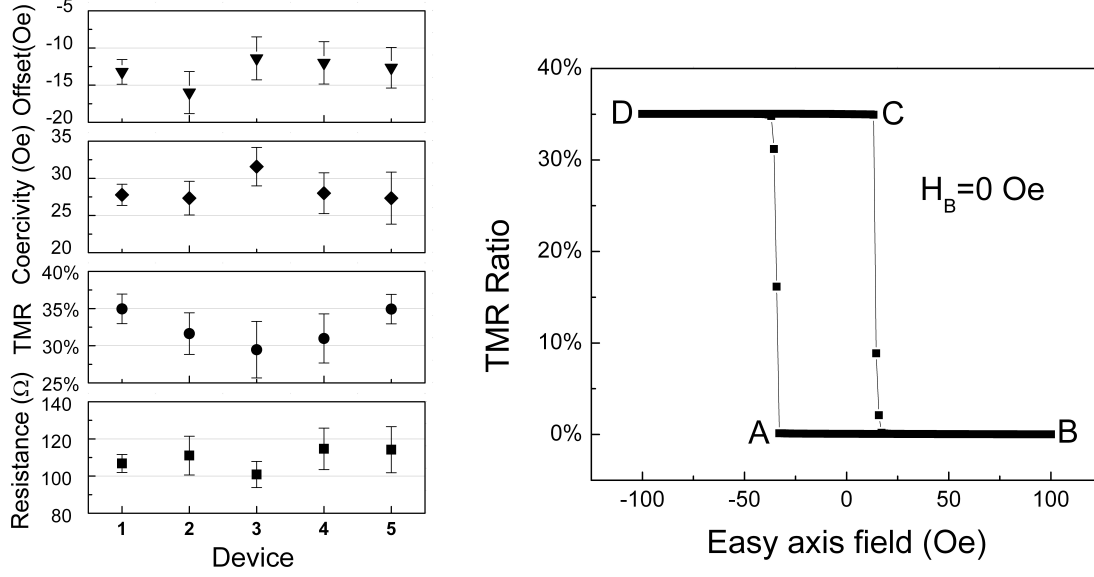 Offset(Oe)
-5
-10
-15
-20
Coercivity (Oe)
35
30
25
20
TMR
40%
35%
30%
25%
Resistance (Ω)
140
120
100
80
1 2 3 4 5
Device
TMR Ratio
40%
30%
20%
10%
0%
D
C
H_B=0 Oe
A
B
-100 -50 0 50 100
Easy axis field (Oe)